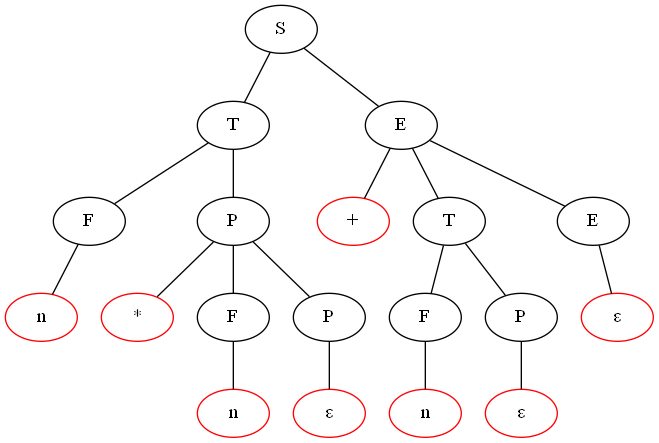 S
T E
F P + T E
n * F P F P ε
n ε n ε